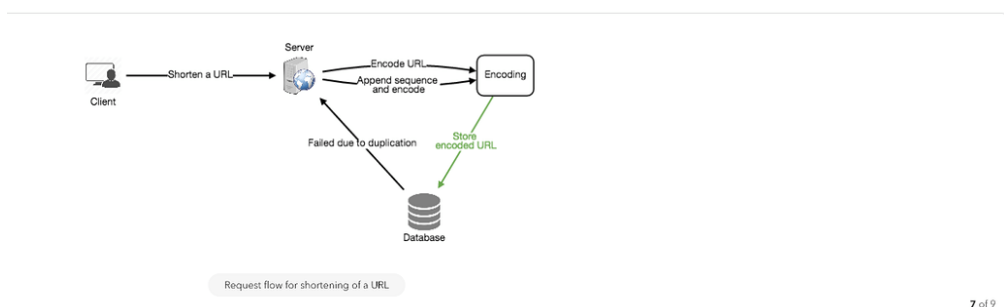 Server
Encode URL
Shorten a URL
Append sequence
and encode
Encoding
Client
Failed due to duplication
Store
encoded URL
Database
Request flow for shortening of a URL
7 of 9